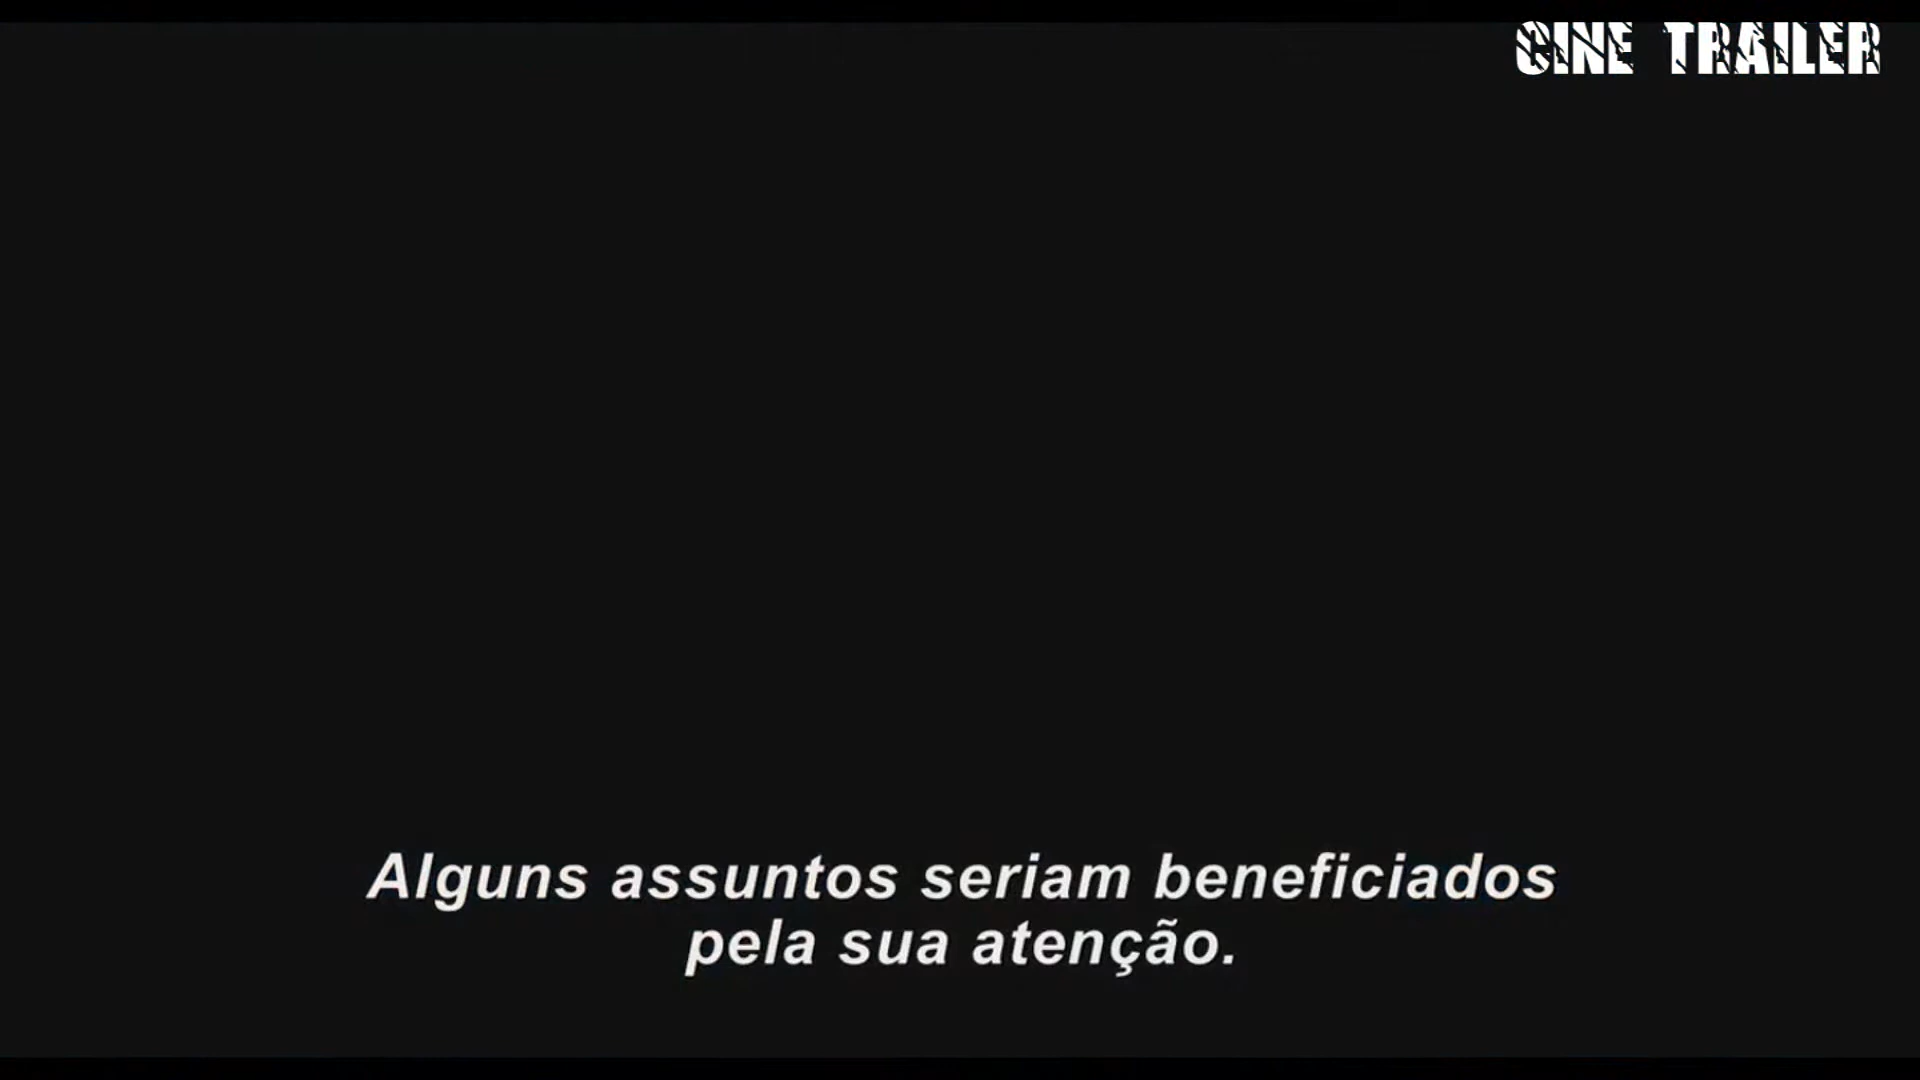 CINE TRAILER
Alguns assuntos seriam beneficiados
pela sua atenção.